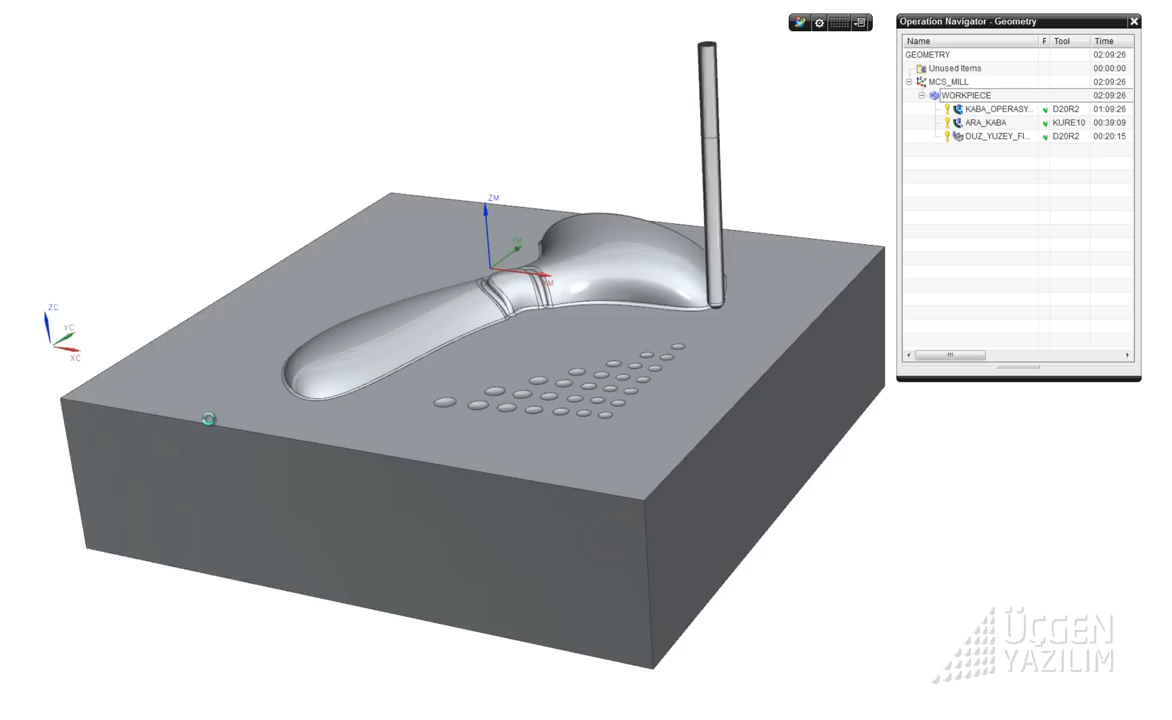 Operation Navigator - Geometry
Name F Tool Time
GEOMETRY 02:09:26
Unused Items 00:00:00
MCS_MILL 02:09:26
WORKPIECE 02:09:26
KABA_OPERASY... D20R2 01:09:26
ARA_KABA KURE10 00:39:09
DUZ_YUZEY_FI... D20R2 00:20:15
ZM
YM
XM
ZC
YC
XC
ÜÇGEN
YAZILIM